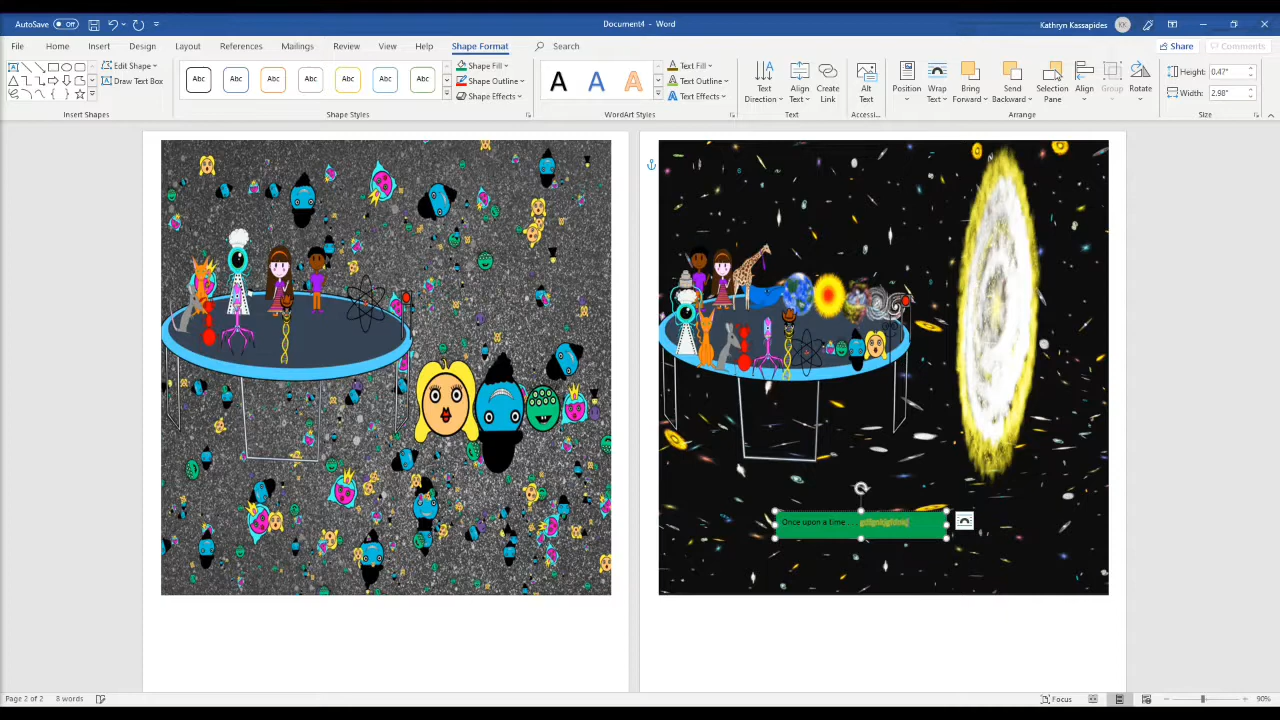 AutoSave Off
Document4 - Word
Kathryn Kassapides KK
File Home Insert Design Layout References Mailings Review View Help Shape Format Search
Share Comments
Edit Shape
Draw Text Box
Insert Shapes
Abc Abc Abc Abc Abc Abc Abc
Shape Fill
Shape Outline
Shape Effects
Shape Styles
A A A
Text Fill
Text Outline
Text Effects
WordArt Styles
Text Direction
Align Text
Create Link
Text
Alt Text
Accessi...
Position
Wrap Text
Bring Forward
Send Backward
Selection Pane
Align
Group
Rotate
Arrange
Height: 0.47"
Width: 2.98"
Size
Once upon a time . . .
Page 2 of 2 8 words
Focus
90%